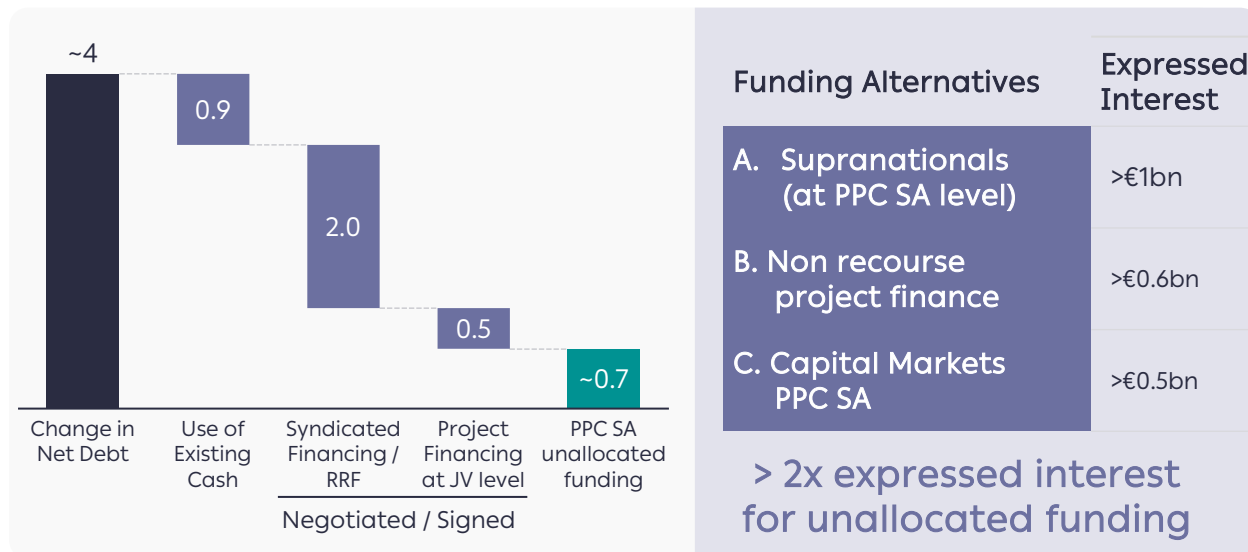 ~4
0.9
2.0
0.5
~0.7
Change in
Net Debt
Use of
Existing
Cash
Syndicated
Financing /
RRF
Project
Financing
at JV level
PPC SA
unallocated
funding
Negotiated / Signed
Funding Alternatives
Expressed
Interest
A. Supranationals
(at PPC SA level)
>€1bn
B. Non recourse
project finance
>€0.6bn
C. Capital Markets
PPC SA
>€0.5bn
> 2x expressed interest
for unallocated funding